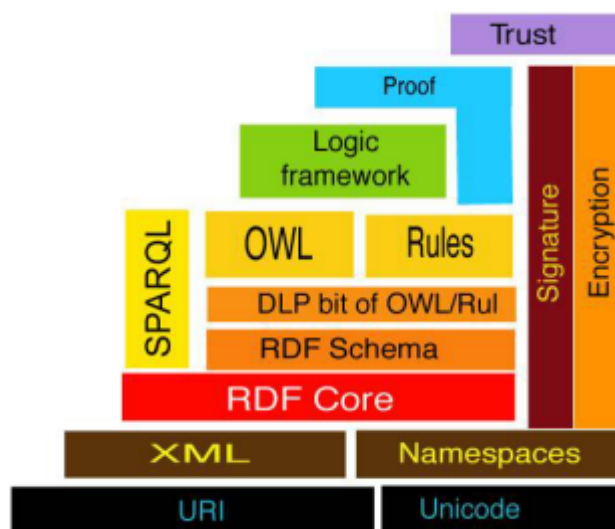 Trust
Proof
Logic
framework
SPARQL
OWL
Rules
Signature
Encryption
DLP bit of OWL/Rul
RDF Schema
RDF Core
XML
Namespaces
URI
Unicode